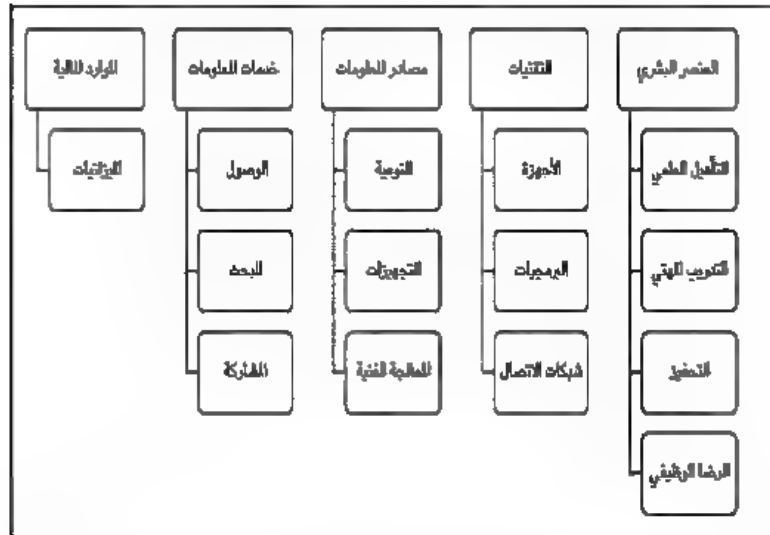 العنصر البشري
التأهيل العلمي
التدريب المهني
التحفيز
الرضا الوظيفي
التقنيات
الأجهزة
البرمجيات
شبكات الاتصال
مصادر المعلومات
النوعية
التجهيزات
المعالجة الفنية
خدمات المعلومات
الوصول
البحث
المشاركة
الموارد المالية
الميزانيات